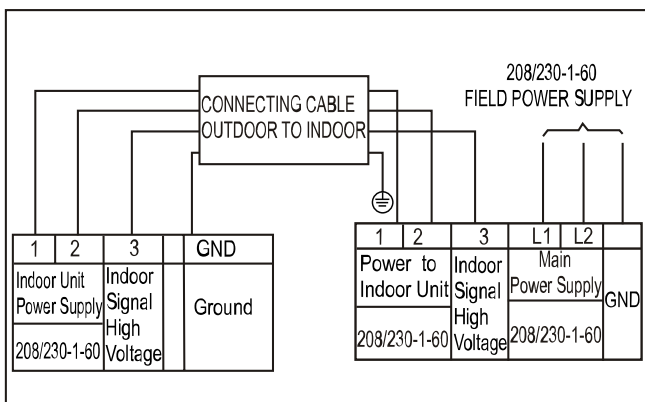 208/230-1-60
FIELD POWER SUPPLY
CONNECTING CABLE
OUTDOOR TO INDOOR
1 2 3 GND
Indoor Unit
Power Supply
208/230-1-60
Indoor
Signal
High
Voltage
Ground
1 2 3 L1 L2
Power to
Indoor Unit
208/230-1-60
Indoor
Signal
High
Voltage
Main
Power Supply
208/230-1-60
GND